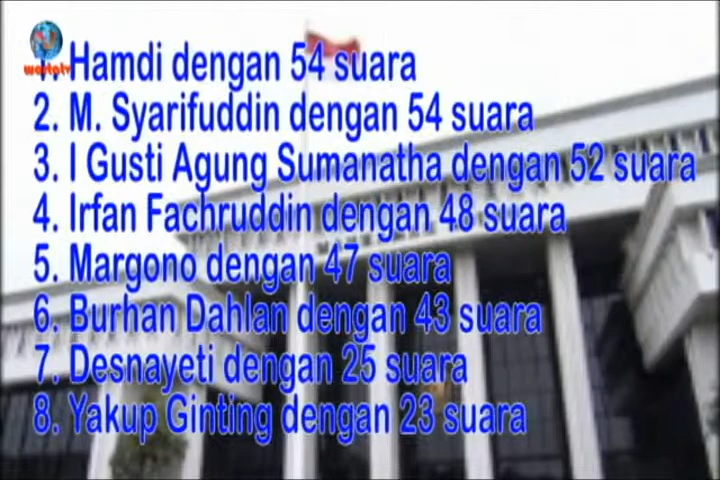 wartatv
1. Hamdi dengan 54 suara
2. M. Syarifuddin dengan 54 suara
3. I Gusti Agung Sumanatha dengan 52 suara
4. Irfan Fachruddin dengan 48 suara
5. Margono dengan 47 suara
6. Burhan Dahlan dengan 43 suara
7. Desnayeti dengan 25 suara
8. Yakup Ginting dengan 23 suara